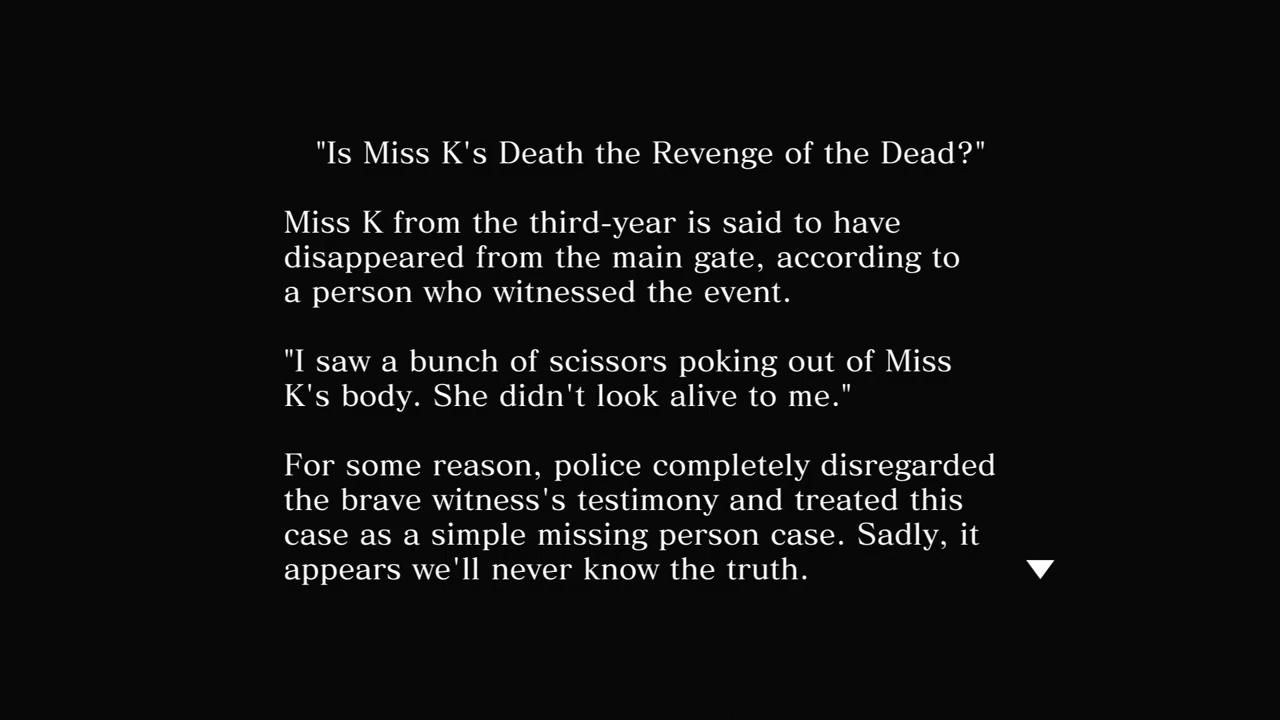 "Is Miss K's Death the Revenge of the Dead?"
Miss K from the third-year is said to have
disappeared from the main gate, according to
a person who witnessed the event.
"I saw a bunch of scissors poking out of Miss
K's body. She didn't look alive to me."
For some reason, police completely disregarded
the brave witness's testimony and treated this
case as a simple missing person case. Sadly, it
appears we'll never know the truth.